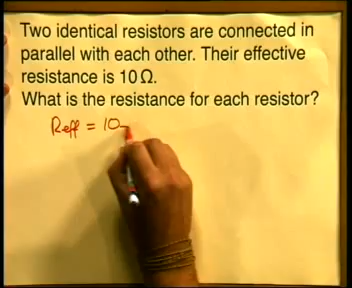 Two identical resistors are connected in
parallel with each other. Their effective
resistance is 10Ω.
What is the resistance for each resistor?
Reff = 10